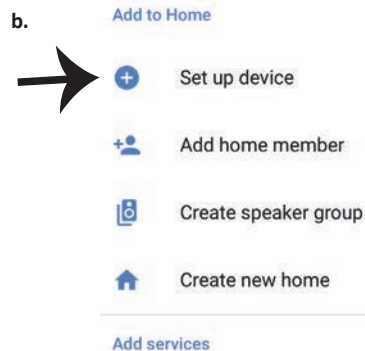 b.
Add to Home
Set up device
Add home member
Create speaker group
Create new home
Add services